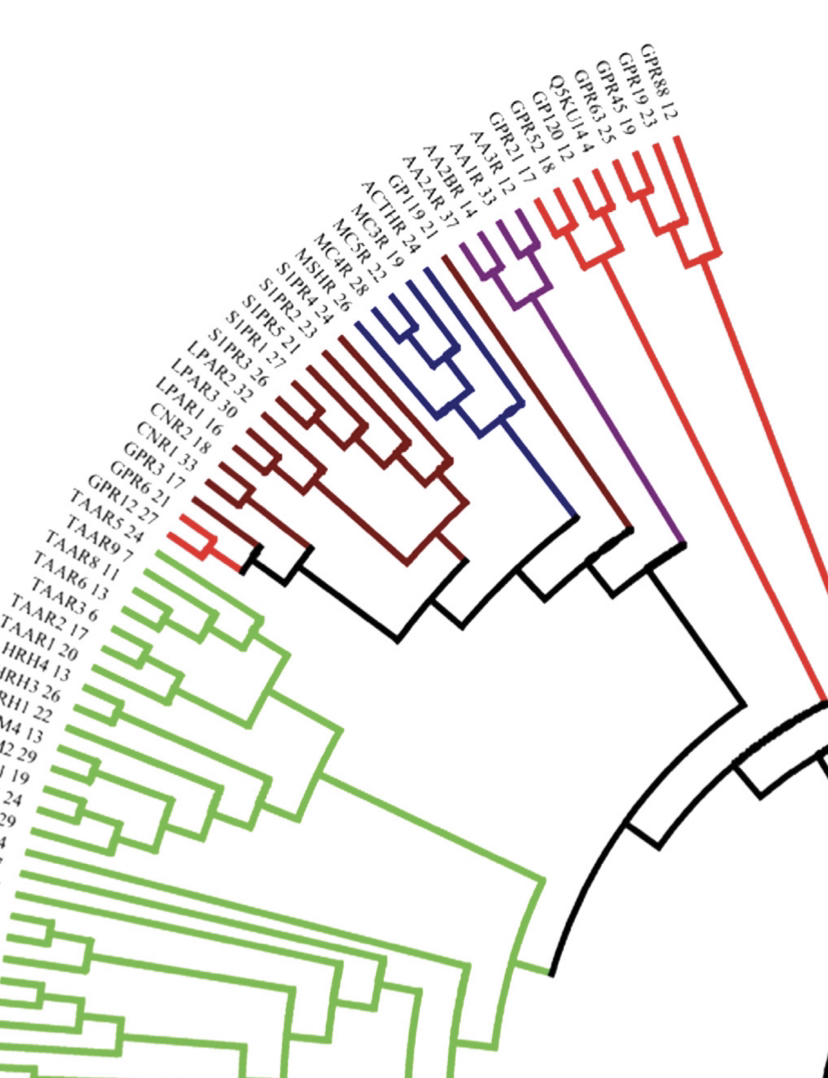 GPR88 12
GPR19 23
GPR45 19
GPR63 25
Q5KU14 4
GP120 12
GPR52 18
GPR21 17
AA3R 12
AA1R 33
AA2BR 14
AA2AR 37
GP119 21
ACTHR 24
MC3R 19
MC5R 22
MC4R 28
MSHR 26
S1PR4 24
S1PR2 23
S1PR5 21
S1PR1 27
S1PR3 26
LPAR2 32
LPAR3 30
LPAR1 16
CNR2 18
CNR1 33
GPR3 17
GPR6 21
GPR12 27
TAAR5 24
TAAR9 7
TAAR8 11
TAAR6 13
TAAR3 6
TAAR2 17
TAAR1 20
HRH4 13
HRH3 26
RH1 22
M4 13
M2 29
1 19
24
29
4